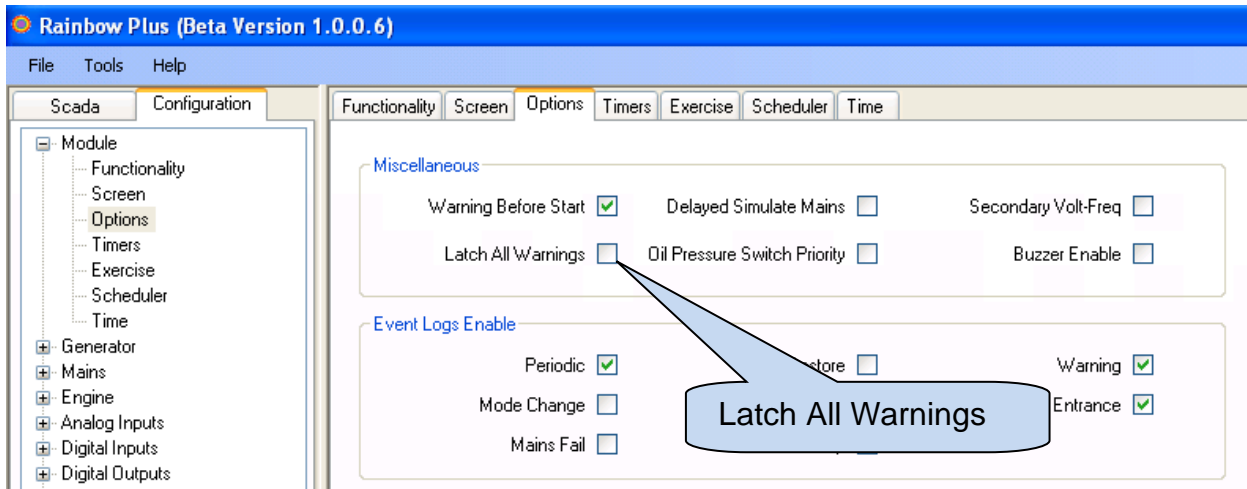 Rainbow Plus (Beta Version 1.0.0.6)
File Tools Help
Scada Configuration
Module
Functionality
Screen
Options
Timers
Exercise
Scheduler
Time
Generator
Mains
Engine
Analog Inputs
Digital Inputs
Digital Outputs
Functionality Screen Options Timers Exercise Scheduler Time
Miscellaneous
Warning Before Start Delayed Simulate Mains Secondary Volt-Freq
Latch All Warnings Oil Pressure Switch Priority Buzzer Enable
Event Logs Enable
Periodic Warning
Mode Change Entrance
Mains Fail
Latch All Warnings